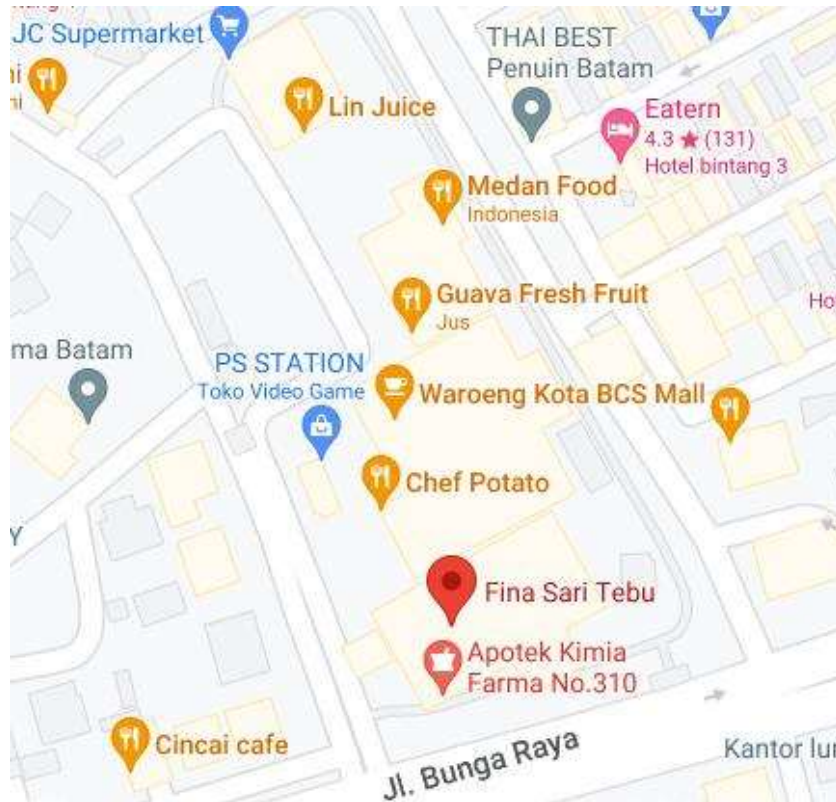 JC Supermarket
Lin Juice
THAI BEST
Penuin Batam
Eatern
4.3 ★ (131)
Hotel bintang 3
Medan Food
Indonesia
Guava Fresh Fruit
Jus
Ho
ma Batam
PS STATION
Toko Video Game
Waroeng Kota BCS Mall
Chef Potato
Y
Fina Sari Tebu
Apotek Kimia
Farma No.310
Cincai cafe
Jl. Bunga Raya
Kantor lur